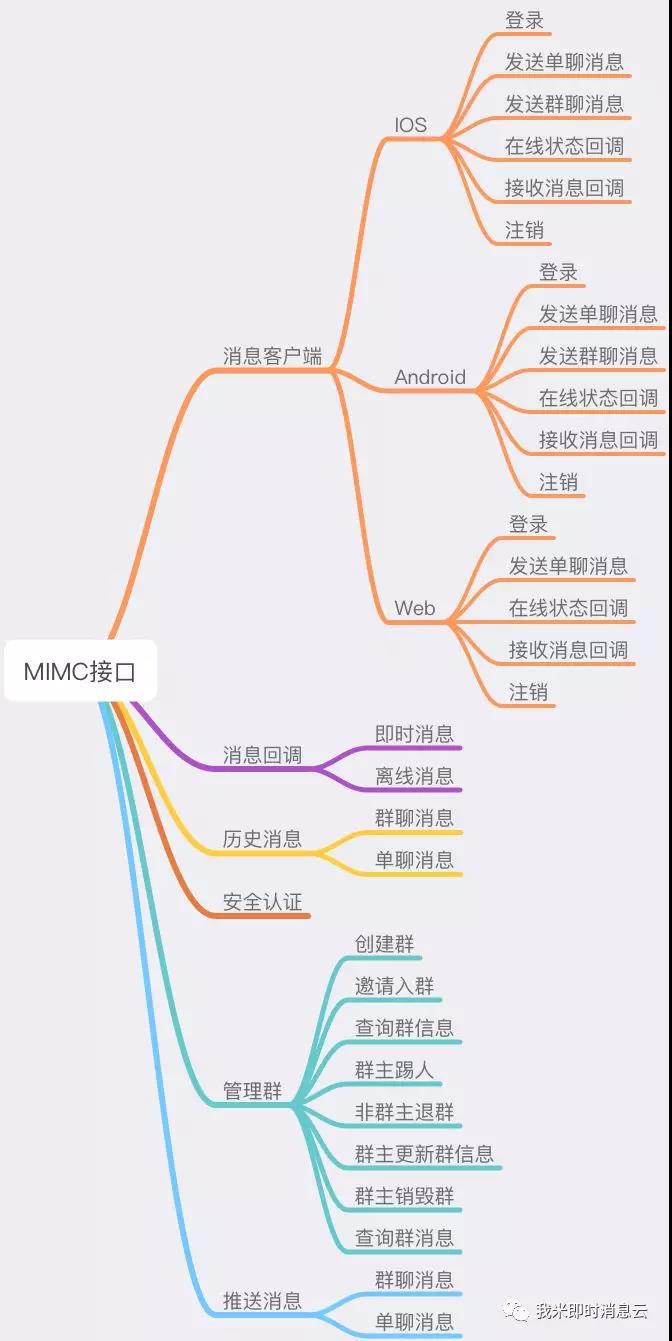 登录
发送单聊消息
IOS
发送群聊消息
在线状态回调
接收消息回调
注销
登录
发送单聊消息
消息客户端
Android
发送群聊消息
在线状态回调
接收消息回调
注销
登录
发送单聊消息
Web
在线状态回调
接收消息回调
注销
MIMC接口
消息回调
即时消息
离线消息
历史消息
群聊消息
单聊消息
安全认证
管理群
创建群
邀请入群
查询群信息
群主踢人
非群主退群
群主更新群信息
群主销毁群
查询群消息
推送消息
群聊消息
单聊消息
我米即时消息云